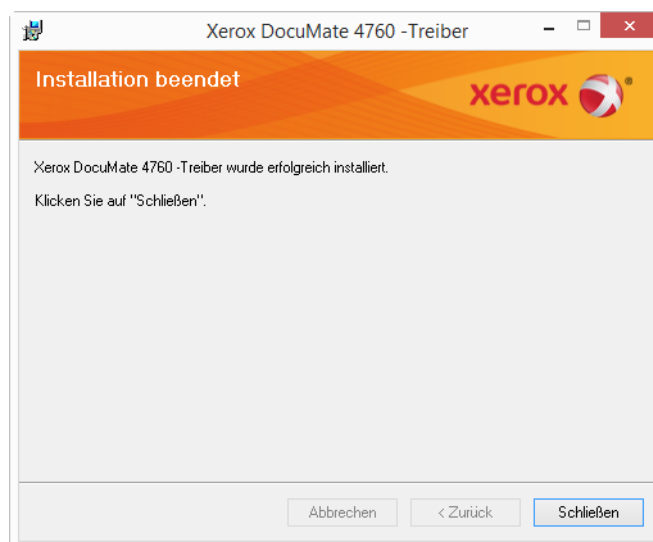 Xerox DocuMate 4760 -Treiber
Installation beendet
xerox
Xerox DocuMate 4760 -Treiber wurde erfolgreich installiert.
Klicken Sie auf "Schließen".
Abbrechen
< Zurück
Schließen